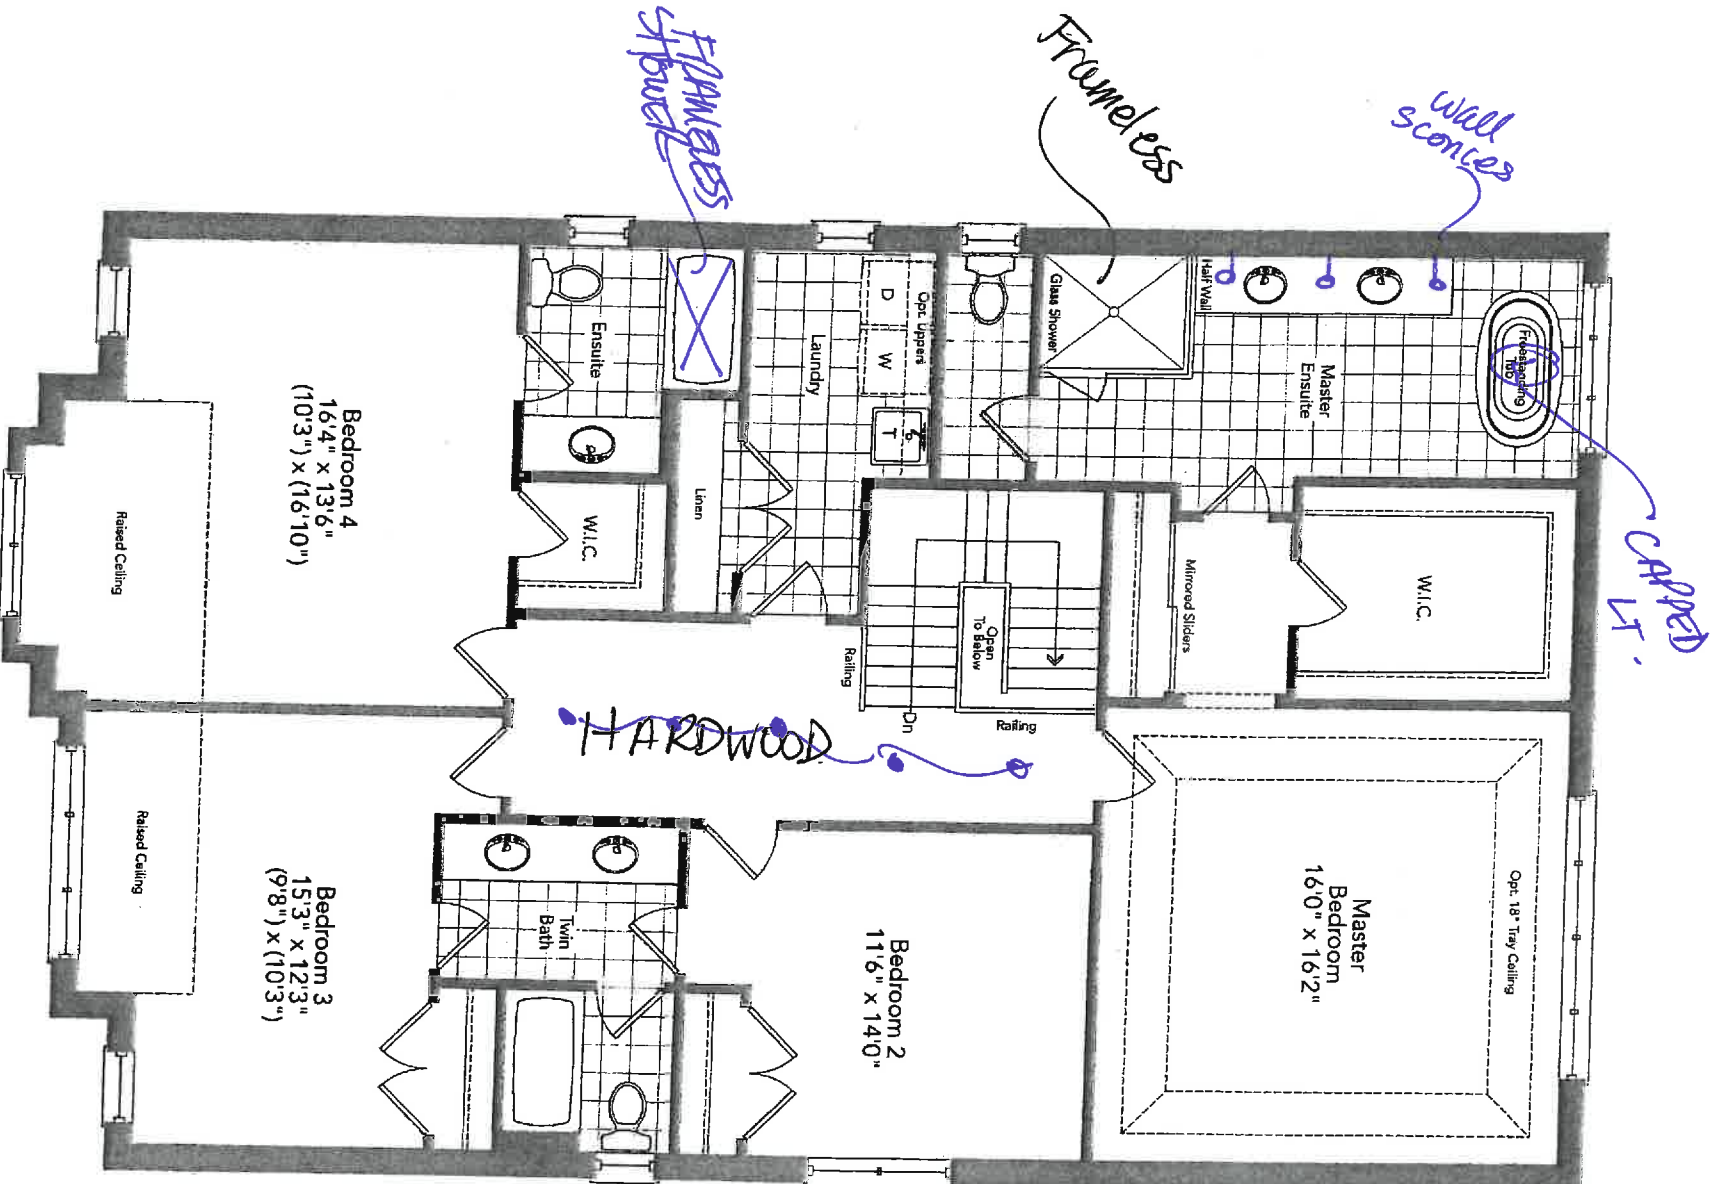 FRAMELESS
SHOWER
Frameless
wall
sconces
CAPPED
LT.
Half Wall
Glass Shower
Freestanding
Tub
Master
Ensuite
Opt. Uppers
D
W
T
Laundry
Ensuite
Linen
W.I.C.
Mirrored Sliders
W.I.C.
Open
To Below
Railing
Railing
Dn
HARDWOOD
Bedroom 4
16'4" x 13'6"
(10'3") x (16'10")
Raised Ceiling
Raised Ceiling
Bedroom 3
15'3" x 12'3"
(9'8") x (10'3")
Twin
Bath
Bedroom 2
11'6" x 14'0"
Master
Bedroom
16'0" x 16'2"
Opt. 18" Tray Ceiling